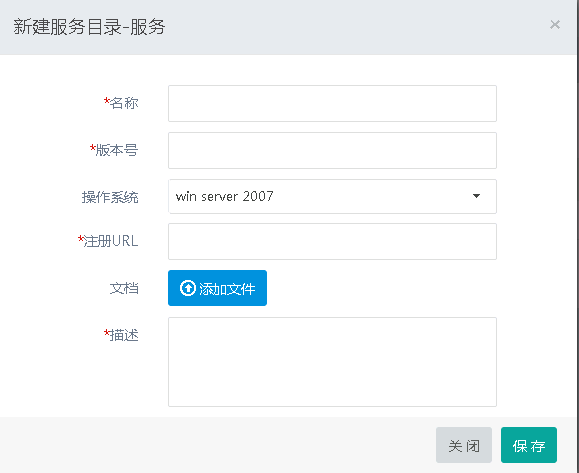 新建服务目录-服务
×
*名称
*版本号
操作系统 win server 2007
*注册URL
文档 添加文件
*描述
关闭 保存